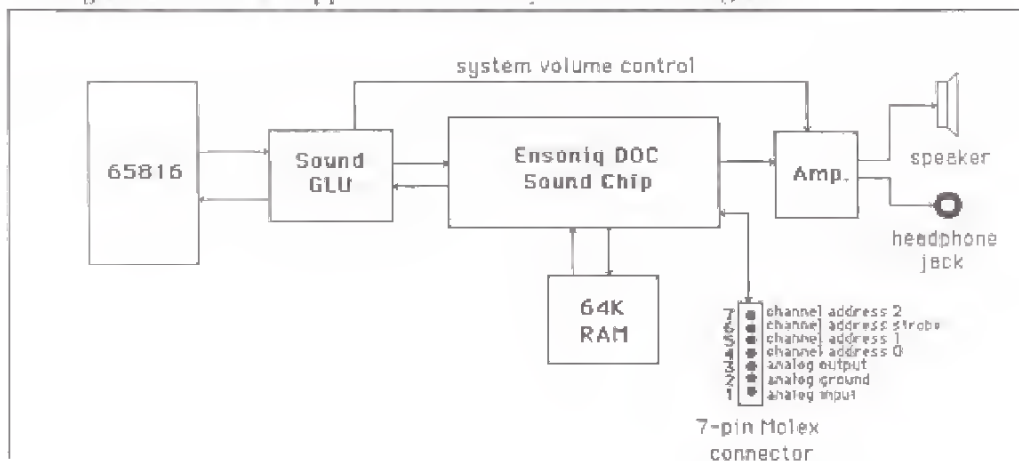 system volume control
65816
Sound
GLU
Ensoniq DOC
Sound Chip
Amp.
speaker
headphone
jack
64K
RAM
7 channel address 2
6 channel address strobe
5 channel address 1
4 channel address 0
3 analog output
2 analog ground
1 analog input
7-pin Molex
connector